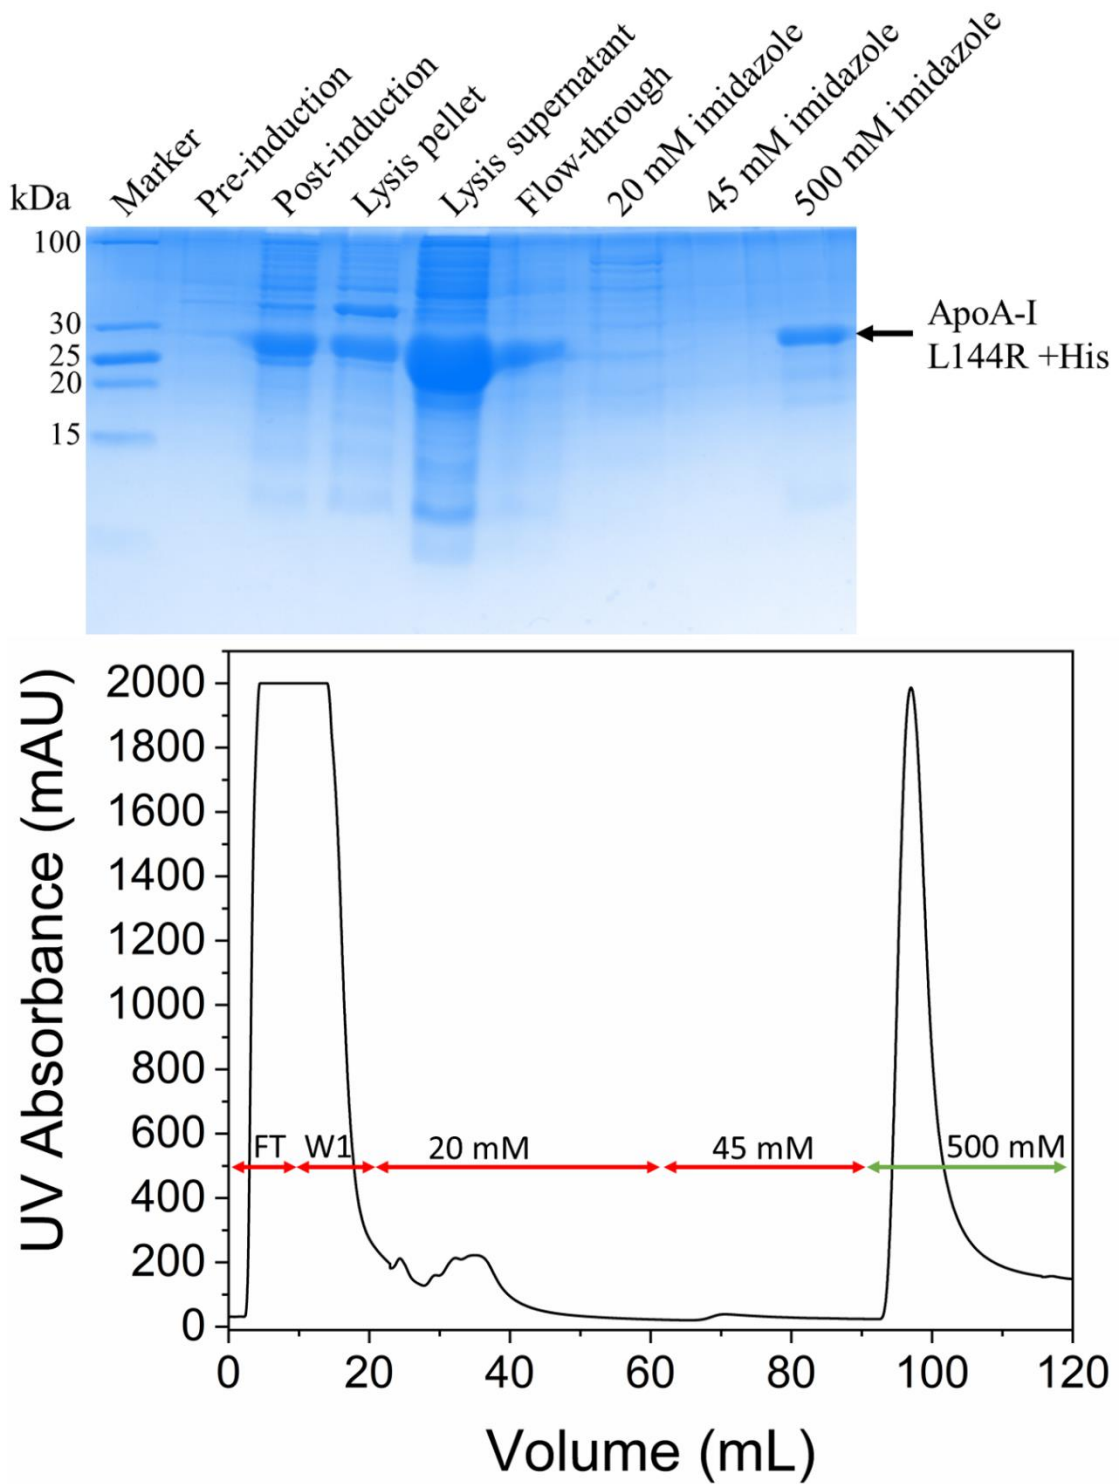 Marker
Pre-induction
Post-induction
Lysis pellet
Lysis supernatant
Flow-through
20 mM imidazole
45 mM imidazole
500 mM imidazole
kDa
100
30
25
20
15
ApoA-I
L144R +His
UV Absorbance (mAU)
2000
1800
1600
1400
1200
1000
800
600
400
200
0
FT W1 20 mM 45 mM 500 mM
0 20 40 60 80 100 120
Volume (mL)